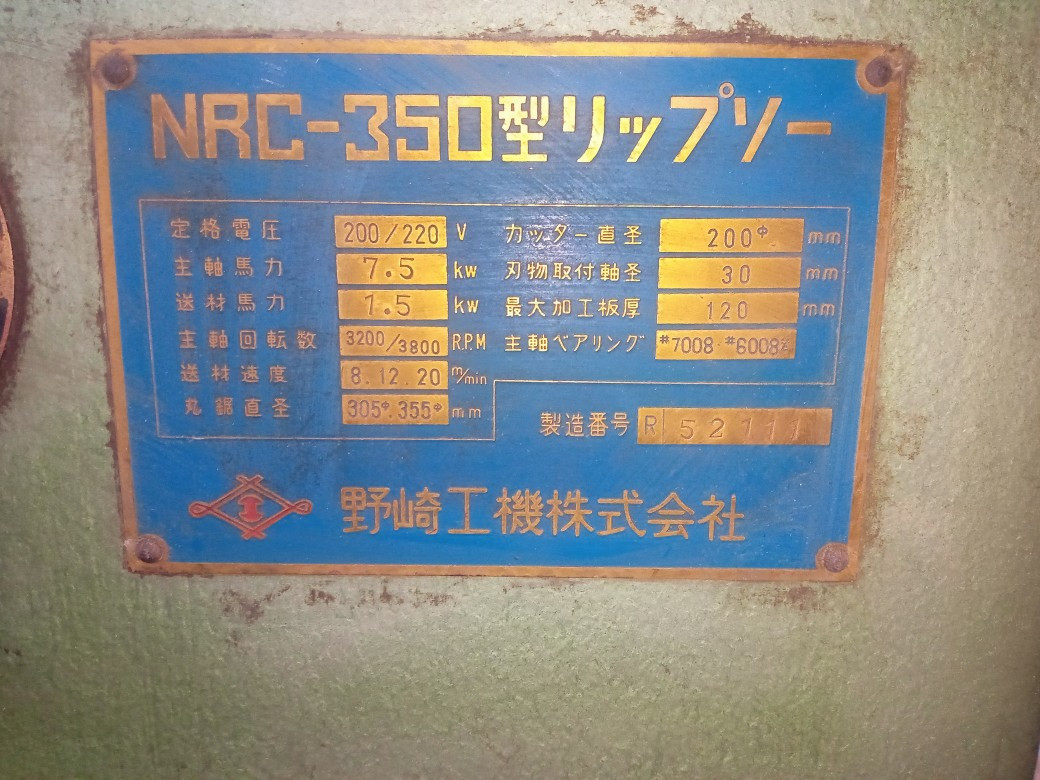 NRC-350型リップソー
定格電圧 200/220 V
主軸馬力 7.5 kw
送材馬力 1.5 kw
主軸回転数 3200/3800 R.P.M
送材速度 8.12.20 m/min
丸鋸直圣 305φ.355φ mm
カッター直圣 200φ mm
刃物取付軸圣 30 mm
最大加工板厚 120 mm
主軸ベアリング #7008·#6008
製造番号 R 52111
野崎工機株式会社